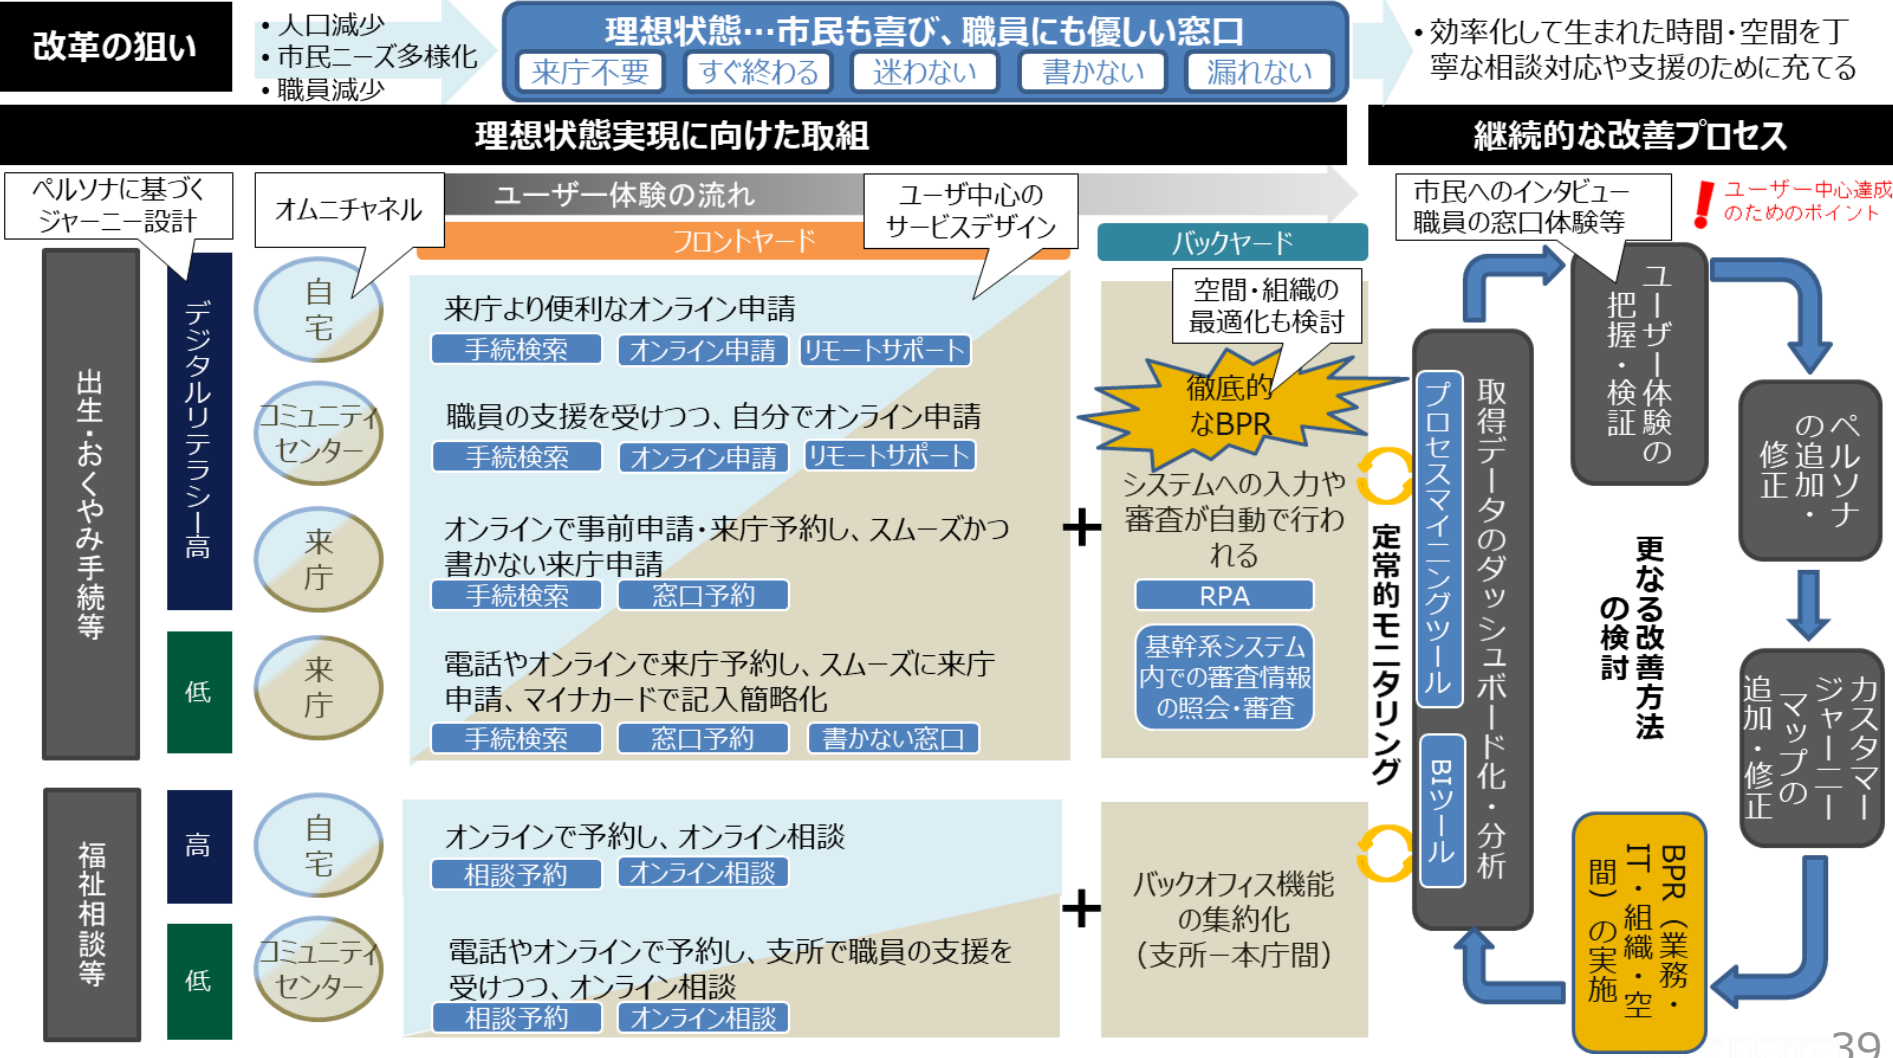 改革の狙い
• 人口減少
• 市民ニーズ多様化
• 職員減少
理想状態…市民も喜び、職員にも優しい窓口
来庁不要
すぐ終わる
迷わない
書かない
漏れない
• 効率化して生まれた時間・空間を丁
寧な相談対応や支援のために充てる
理想状態実現に向けた取組
継続的な改善プロセス
ペルソナに基づく
ジャーニー設計
オムニチャネル
ユーザー体験の流れ
ユーザ中心の
サービスデザイン
フロントヤード
バックヤード
市民へのインタビュー
職員の窓口体験等
ユーザー中心達成
のためのポイント
出生・おくやみ手続等
デジタルリテラシー高
低
自
宅
来庁より便利なオンライン申請
手続検索
オンライン申請
リモートサポート
コミュニティ
センター
職員の支援を受けつつ、自分でオンライン申請
手続検索
オンライン申請
リモートサポート
来
庁
オンラインで事前申請・来庁予約し、スムーズかつ
書かない来庁申請
手続検索
窓口予約
来
庁
電話やオンラインで来庁予約し、スムーズに来庁
申請、マイナカードで記入簡略化
手続検索
窓口予約
書かない窓口
+
空間・組織の
最適化も検討
徹底的
なBPR
システムへの入力や
審査が自動で行わ
れる
RPA
基幹系システム
内での審査情報
の照会・審査
福祉相談等
高
低
自
宅
オンラインで予約し、オンライン相談
相談予約
オンライン相談
コミュニティ
センター
電話やオンラインで予約し、支所で職員の支援を
受けつつ、オンライン相談
相談予約
オンライン相談
+
バックオフィス機能
の集約化
（支所－本庁間）
定常的モニタリング
取得データのダッシュボード化・分析
プロセスマイニングツール
BIツール
ユーザー体験の
把握・検証
ペルソナ
の追加・
修正
カスタマー
ジャーニー
マップの
追加・修正
BPR（業務・
IT・組織・空
間）の実施
更なる改善方法
の検討
39